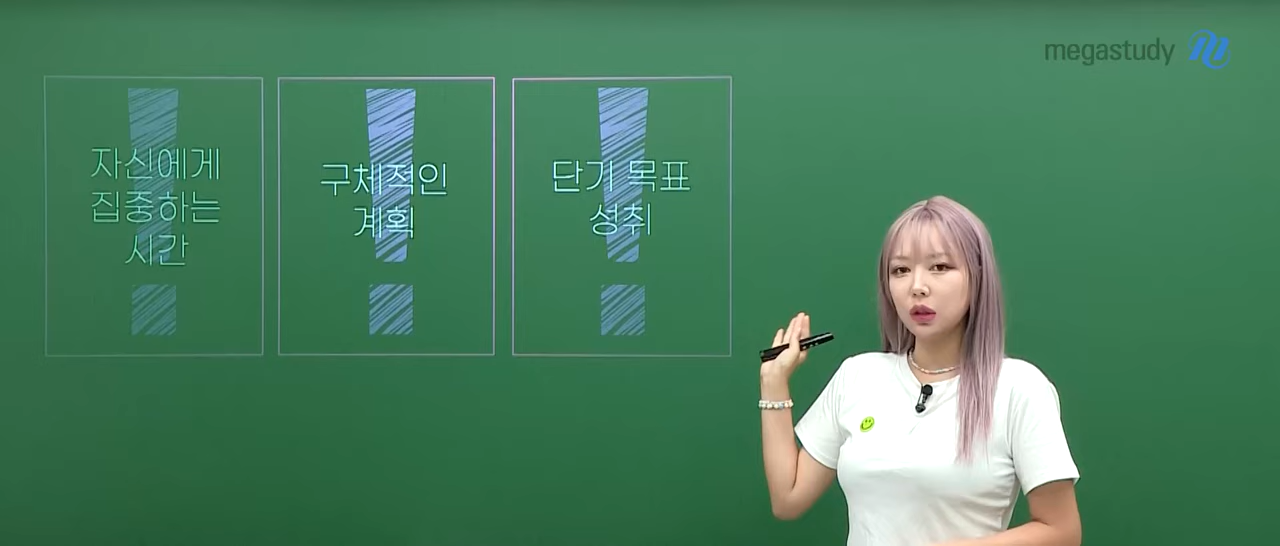 megastudy
자신에게
집중하는
시간
구체적인
계획
단기 목표
성취